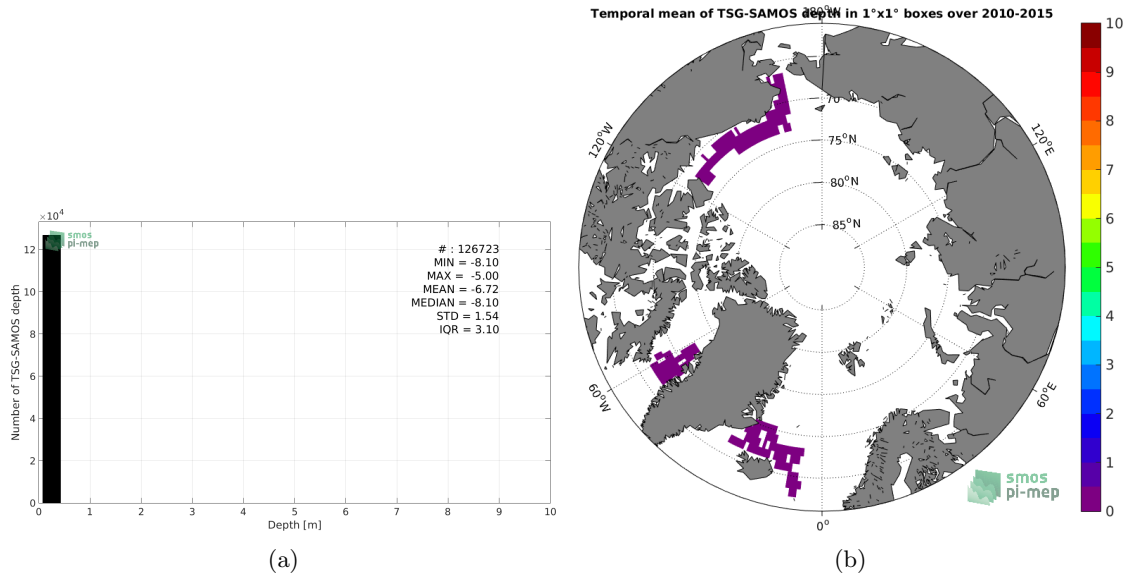 Temporal mean of TSG-SAMOS depth in 1°x1° boxes over 2010-2015
180°W
×10⁴
smos
pi-mep
# : 126723
MIN = -8.10
MAX = -5.00
MEAN = -6.72
MEDIAN = -8.10
STD = 1.54
IQR = 3.10
12
10
8
6
4
2
0
Number of TSG-SAMOS depth
0 1 2 3 4 5 6 7 8 9 10
Depth [m]
(a)
120°W
120°E
70°N
75°N
80°N
85°N
60°W
60°E
0°
smos
pi-mep
10
9
8
7
6
5
4
3
2
1
0
(b)